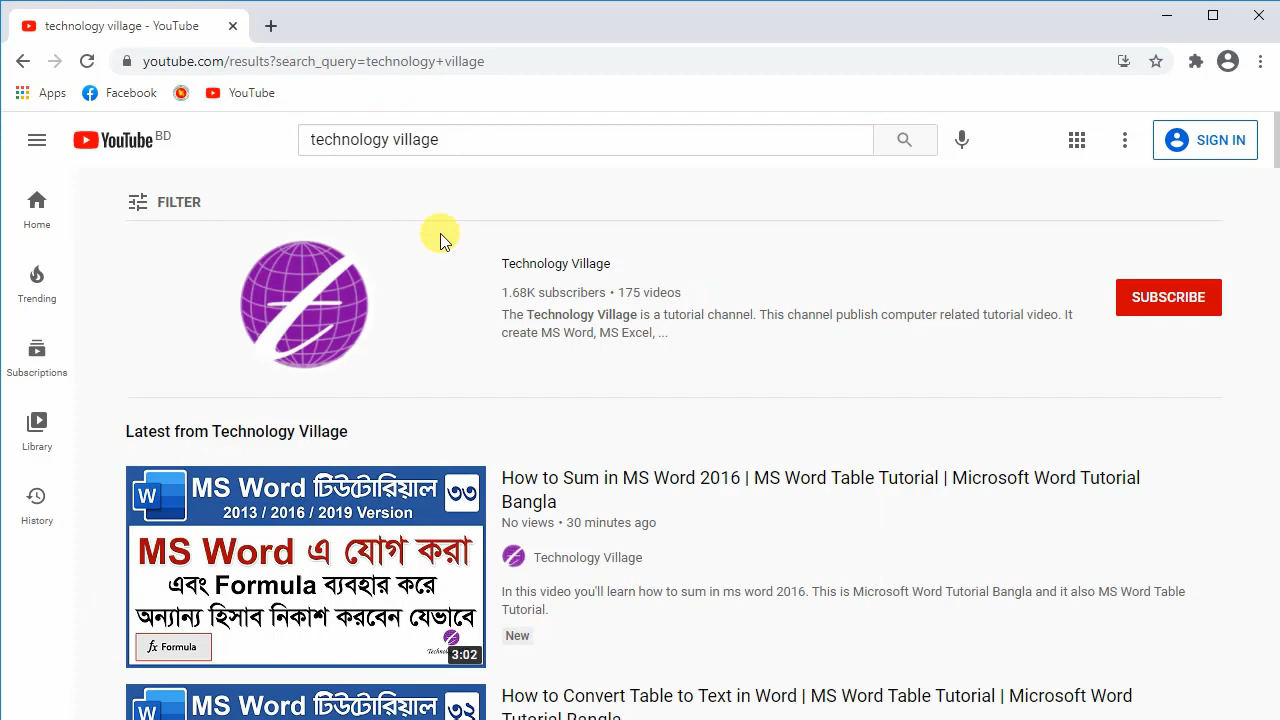 technology village - YouTube
youtube.com/results?search_query=technology+village
Apps
Facebook
YouTube
YouTube BD
technology village
SIGN IN
Home
Trending
Subscriptions
Library
History
FILTER
Technology Village
1.68K subscribers • 175 videos
SUBSCRIBE
The Technology Village is a tutorial channel. This channel publish computer related tutorial video. It
create MS Word, MS Excel, ...
Latest from Technology Village
W
MS Word টিউটোরিয়াল
৩৩
2013 / 2016 / 2019 Version
MS Word এ যোগ করা
এবং Formula ব্যবহার করে
অন্যান্য হিসাব নিকাশ করবেন যেভাবে
fx Formula
3:02
How to Sum in MS Word 2016 | MS Word Table Tutorial | Microsoft Word Tutorial
Bangla
No views • 30 minutes ago
Technology Village
In this video you'll learn how to sum in ms word 2016. This is Microsoft Word Tutorial Bangla and it also MS Word Table
Tutorial.
New
W
MS Word টিউটোরিয়াল
৩২
How to Convert Table to Text in Word | MS Word Table Tutorial | Microsoft Word
Tutorial Bangla